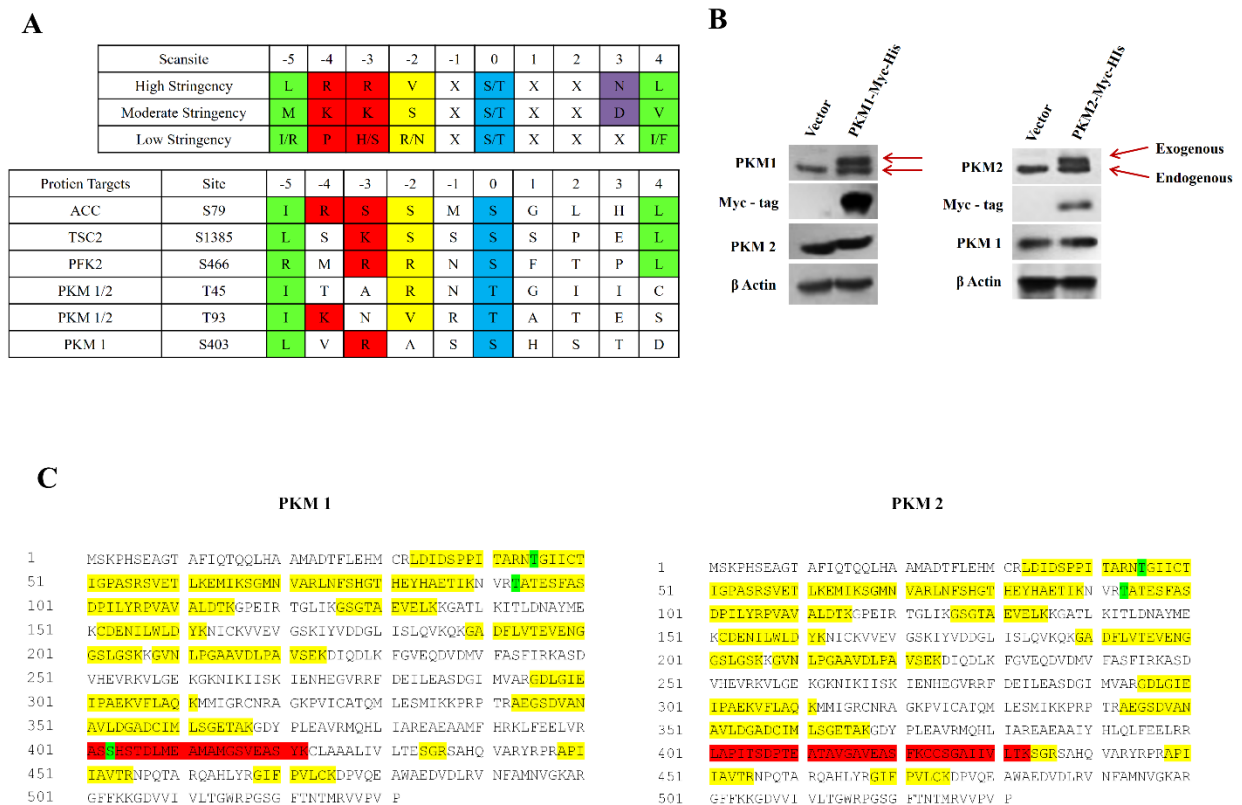 A
Scansite -5 -4 -3 -2 -1 0 1 2 3 4
High Stringency L R R V X S/T X X N L
Moderate Stringency M K K S X S/T X X D V
Low Stringency I/R P H/S R/N X S/T X X X I/F
Protien Targets Site -5 -4 -3 -2 -1 0 1 2 3 4
ACC S79 I R S S M S G L H L
TSC2 S1385 L S K S S S S P E L
PFK2 S466 R M R R N S F T P L
PKM 1/2 T45 I T A R N T G I I C
PKM 1/2 T93 I K N V R T A T E S
PKM 1 S403 L V R A S S H S T D
B
Vector
PKM1-Myc-His
PKM1
Myc - tag
PKM 2
β Actin
Vector
PKM2-Myc-HIs
PKM2
Myc - tag
PKM 1
β Actin
Exogenous
Endogenous
C
PKM 1
1 MSKPHSEAGT AFIQTQQLHA AMADTFLEHM CRLDIDSPPI TARNTGIICT
51 IGPASRSVET LKEMIKSGMN VARLNFSHGT HEYHAETIKN VRTATESFAS
101 DPILYRPVAV ALDTKGPEIR TGLIKGSGTA EVELKKGATL KITLDNAYME
151 KCDENILWLD YKNICKVVEV GSKIYVDDGL ISLQVKQKGA DFLVTEVENG
201 GSLGSKKGVN LPGAAVDLPA VSEKDIQDLK FGVEQDVDMV FASFIRKASD
251 VHEVRKVLGE KGKNIKIISK IENHEGVRRF DEILEASDGI MVARGDLGIE
301 IPAEKVFLAQ KMMIGRCNRA GKPVICATQM LESMIKKPRP TRAEGSDVAN
351 AVLDGADCIM LSGETAKGDY PLEAVRMQHL IAREAEAAMF HRKLFEELVR
401 ASSHSTDLME AMAMGSVEAS YKCLAAALIV LTESGRSAHQ VARYRPRAPI
451 IAVTRNPQTA RQAHLYRGIF PVLCKDPVQE AWAEDVDLRV NFAMNVGKAR
501 GFFKKGDVVI VLTGWRPGSG FTNTMRVVPV P
PKM 2
1 MSKPHSEAGT AFIQTQQLHA AMADTFLEHM CRLDIDSPPI TARNTGIICT
51 IGPASRSVET LKEMIKSGMN VARLNFSHGT HEYHAETIKN VRTATESFAS
101 DPILYRPVAV ALDTKGPEIR TGLIKGSGTA EVELKKGATL KITLDNAYME
151 KCDENILWLD YKNICKVVEV GSKIYVDDGL ISLQVKQKGA DFLVTEVENG
201 GSLGSKKGVN LPGAAVDLPA VSEKDIQDLK FGVEQDVDMV FASFIRKASD
251 VHEVRKVLGE KGKNIKIISK IENHEGVRRF DEILEASDGI MVARGDLGIE
301 IPAEKVFLAQ KMMIGRCNRA GKPVICATQM LESMIKKPRP TRAEGSDVAN
351 AVLDGADCIM LSGETAKGDY PLEAVRMQHL IAREAEAAIY HLQLFEELRR
401 LAPITSDPTE ATAVGAVEAS FKCCSGAIIV LTKSGRSAHQ VARYRPRAPI
451 IAVTRNPQTA RQAHLYRGIF PVLCKDPVQE AWAEDVDLRV NFAMNVGKAR
501 GFFKKGDVVI VLTGWRPGSG FTNTMRVVPV P